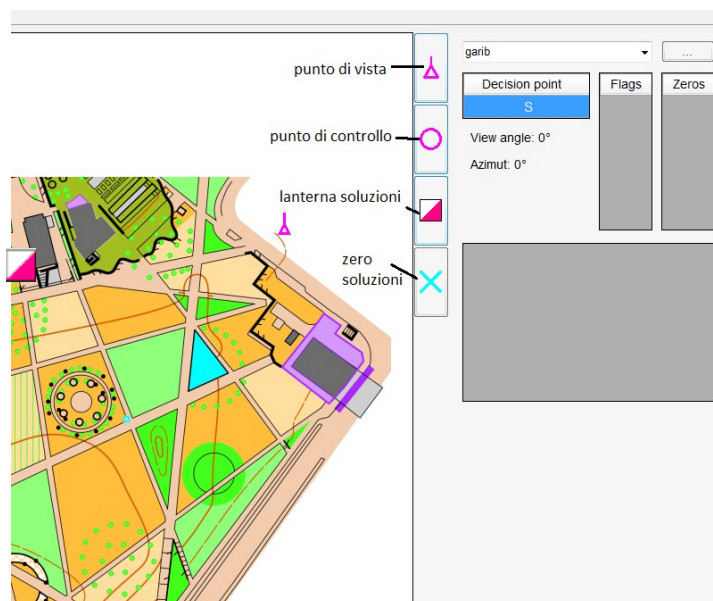 punto di vista
punto di controllo
lanterna soluzioni
zero
soluzioni
garib
...
Decision point
Flags
Zeros
S
View angle: 0°
Azimut: 0°